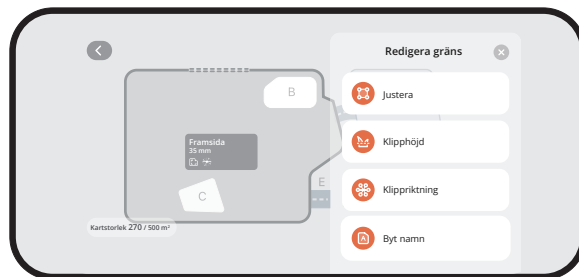 Redigera gräns
B
Justera
Framsida
35 mm
Klipphöjd
E
C
Klippriktning
Kartstorlek 270 / 500 m²
A
Byt namn